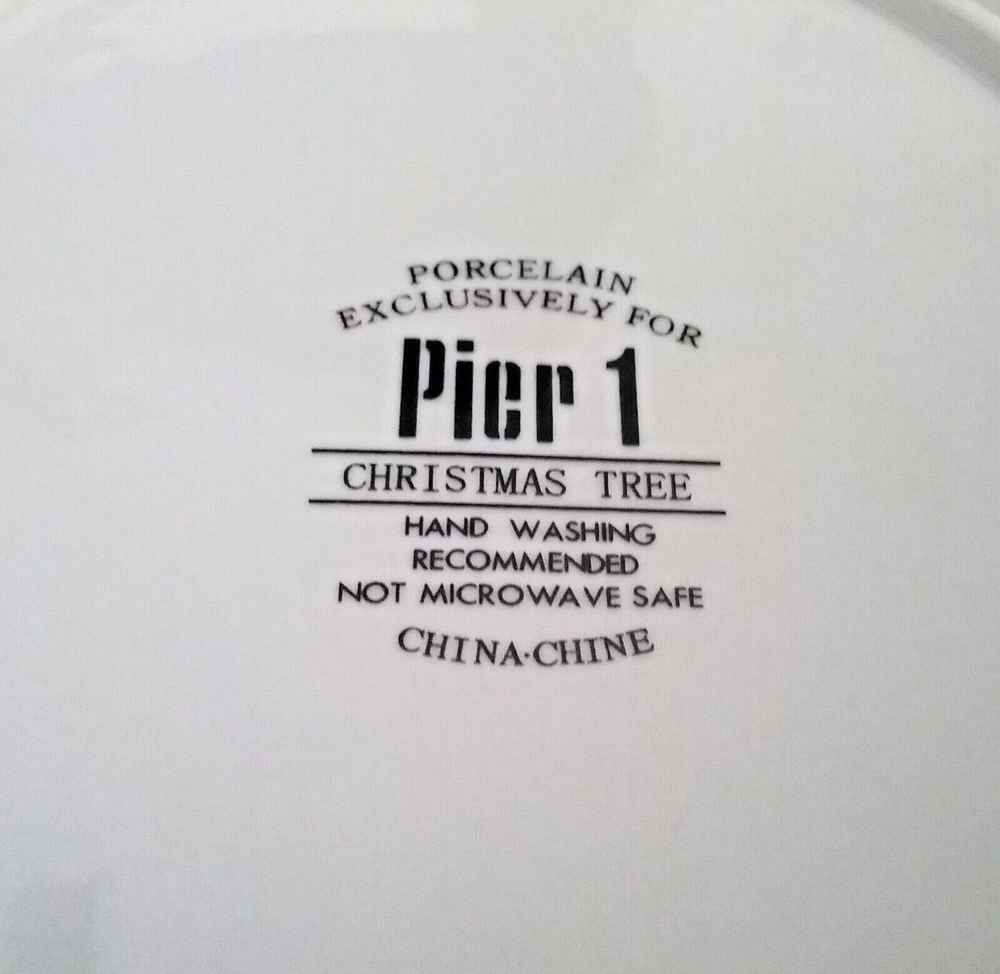 PORCELAIN
EXCLUSIVELY FOR
Pier 1
CHRISTMAS TREE
HAND WASHING
RECOMMENDED
NOT MICROWAVE SAFE
CHINA·CHINE